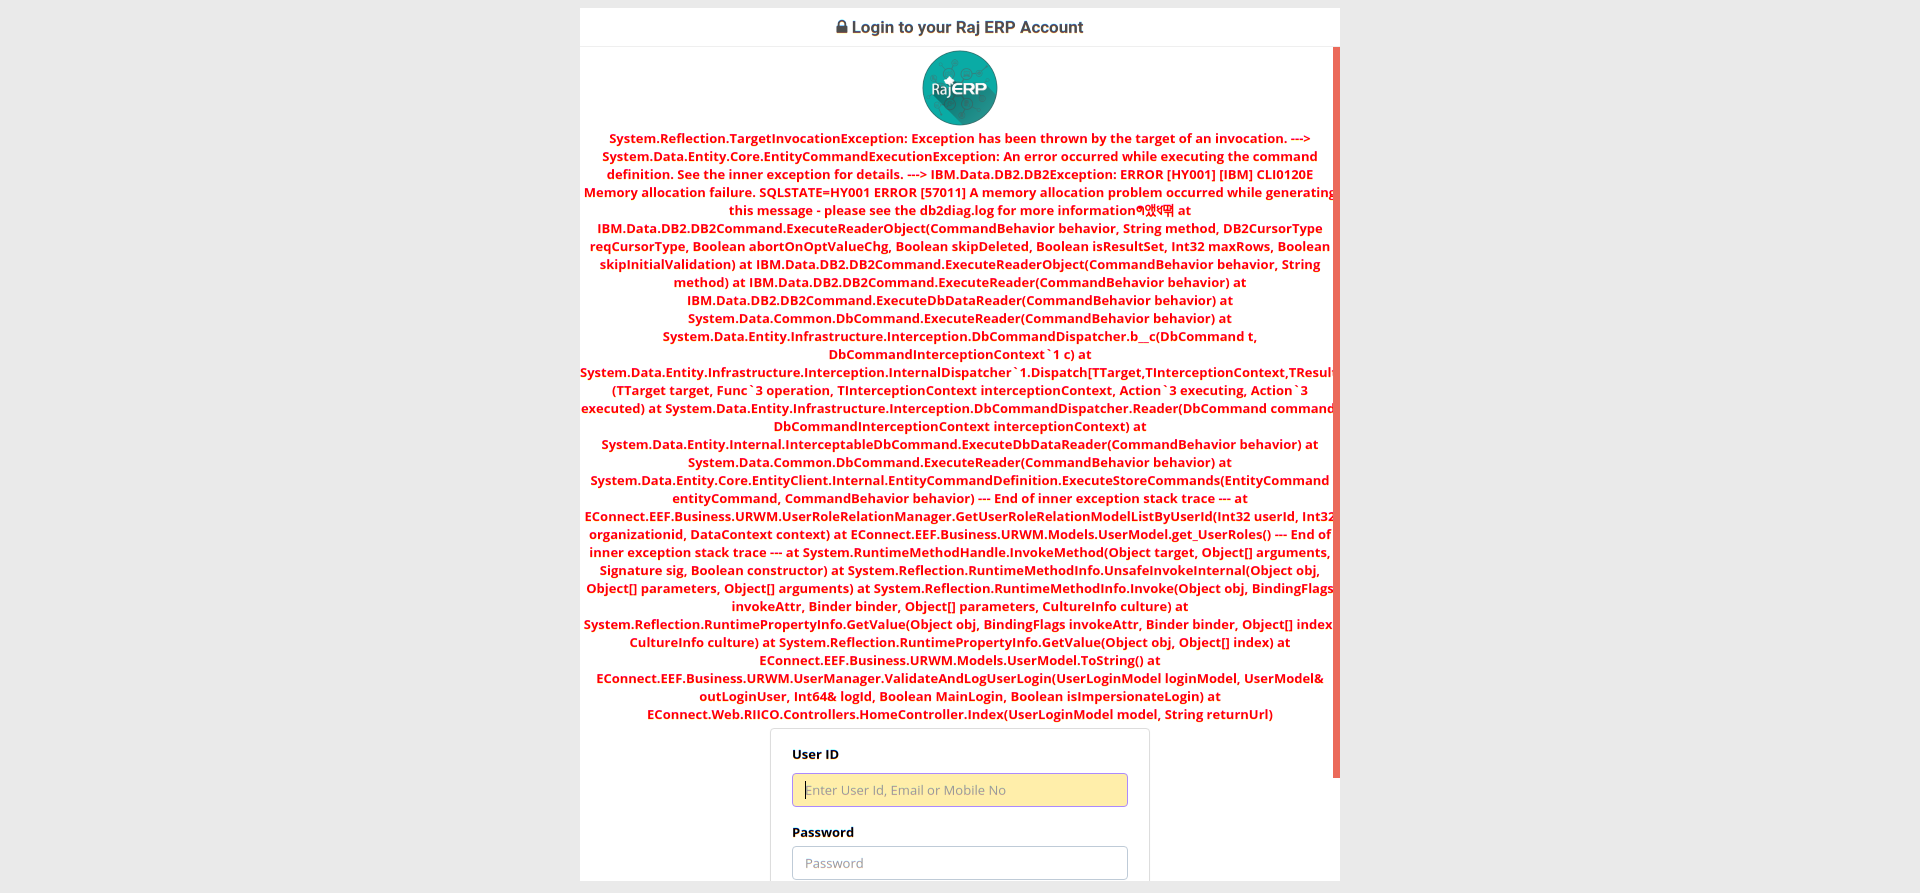 Login to your Raj ERP Account
RajERP
System.Reflection.TargetInvocationException: Exception has been thrown by the target of an invocation. --->
System.Data.Entity.Core.EntityCommandExecutionException: An error occurred while executing the command
definition. See the inner exception for details. ---> IBM.Data.DB2.DB2Exception: ERROR [HY001] [IBM] CLI0120E
Memory allocation failure. SQLSTATE=HY001 ERROR [57011] A memory allocation problem occurred while generating
this message - please see the db2diag.log for more information at
IBM.Data.DB2.DB2Command.ExecuteReaderObject(CommandBehavior behavior, String method, DB2CursorType
reqCursorType, Boolean abortOnOptValueChg, Boolean skipDeleted, Boolean isResultSet, Int32 maxRows, Boolean
skipInitialValidation) at IBM.Data.DB2.DB2Command.ExecuteReaderObject(CommandBehavior behavior, String
method) at IBM.Data.DB2.DB2Command.ExecuteReader(CommandBehavior behavior) at
IBM.Data.DB2.DB2Command.ExecuteDbDataReader(CommandBehavior behavior) at
System.Data.Common.DbCommand.ExecuteReader(CommandBehavior behavior) at
System.Data.Entity.Infrastructure.Interception.DbCommandDispatcher.b__c(DbCommand t,
DbCommandInterceptionContext`1 c) at
System.Data.Entity.Infrastructure.Interception.InternalDispatcher`1.Dispatch[TTarget,TInterceptionContext,TResult
(TTarget target, Func`3 operation, TInterceptionContext interceptionContext, Action`3 executing, Action`3
executed) at System.Data.Entity.Infrastructure.Interception.DbCommandDispatcher.Reader(DbCommand command
DbCommandInterceptionContext interceptionContext) at
System.Data.Entity.Internal.InterceptableDbCommand.ExecuteDbDataReader(CommandBehavior behavior) at
System.Data.Common.DbCommand.ExecuteReader(CommandBehavior behavior) at
System.Data.Entity.Core.EntityClient.Internal.EntityCommandDefinition.ExecuteStoreCommands(EntityCommand
entityCommand, CommandBehavior behavior) --- End of inner exception stack trace --- at
EConnect.EEF.Business.URWM.UserRoleRelationManager.GetUserRoleRelationModelListByUserId(Int32 userId, Int32
organizationid, DataContext context) at EConnect.EEF.Business.URWM.Models.UserModel.get_UserRoles() --- End of
inner exception stack trace --- at System.RuntimeMethodHandle.InvokeMethod(Object target, Object[] arguments,
Signature sig, Boolean constructor) at System.Reflection.RuntimeMethodInfo.UnsafeInvokeInternal(Object obj,
Object[] parameters, Object[] arguments) at System.Reflection.RuntimeMethodInfo.Invoke(Object obj, BindingFlags
invokeAttr, Binder binder, Object[] parameters, CultureInfo culture) at
System.Reflection.RuntimePropertyInfo.GetValue(Object obj, BindingFlags invokeAttr, Binder binder, Object[] index
CultureInfo culture) at System.Reflection.RuntimePropertyInfo.GetValue(Object obj, Object[] index) at
EConnect.EEF.Business.URWM.Models.UserModel.ToString() at
EConnect.EEF.Business.URWM.UserManager.ValidateAndLogUserLogin(UserLoginModel loginModel, UserModel&
outLoginUser, Int64& logId, Boolean MainLogin, Boolean isImpersionateLogin) at
EConnect.Web.RIICO.Controllers.HomeController.Index(UserLoginModel model, String returnUrl)
User ID
Enter User Id, Email or Mobile No
Password
Password